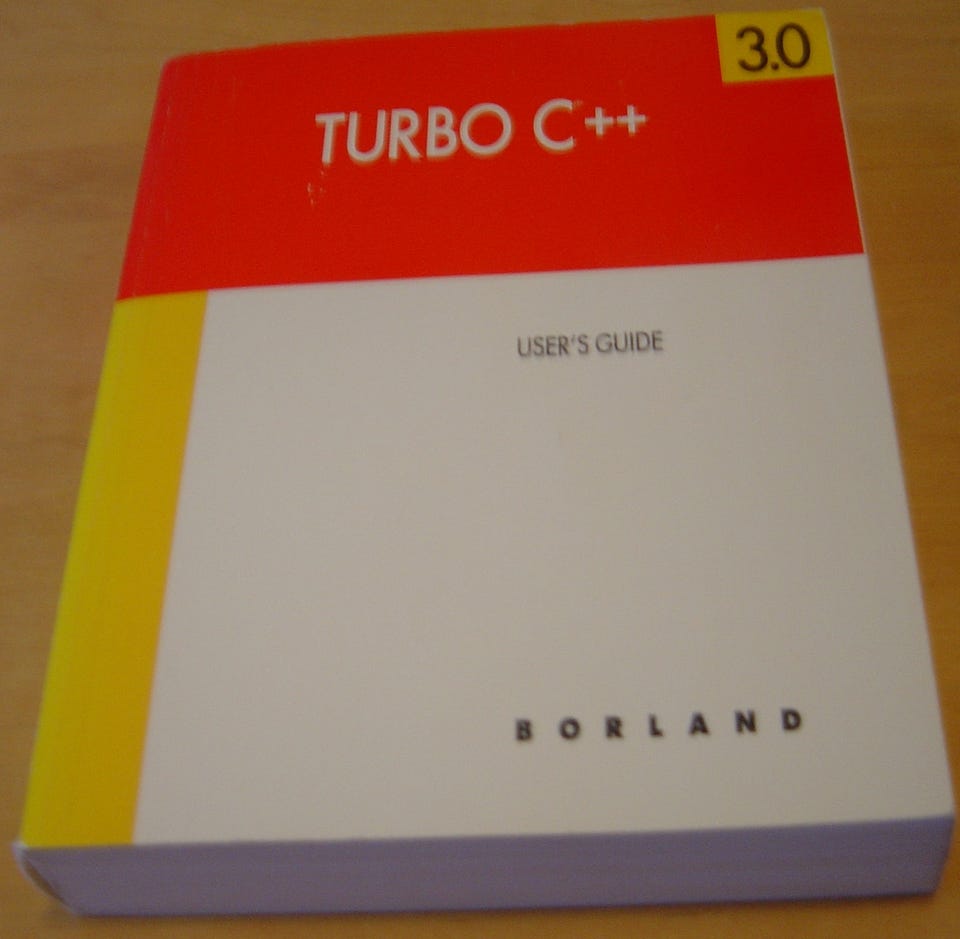 3.0
TURBO C++
USER'S GUIDE
BORLAND